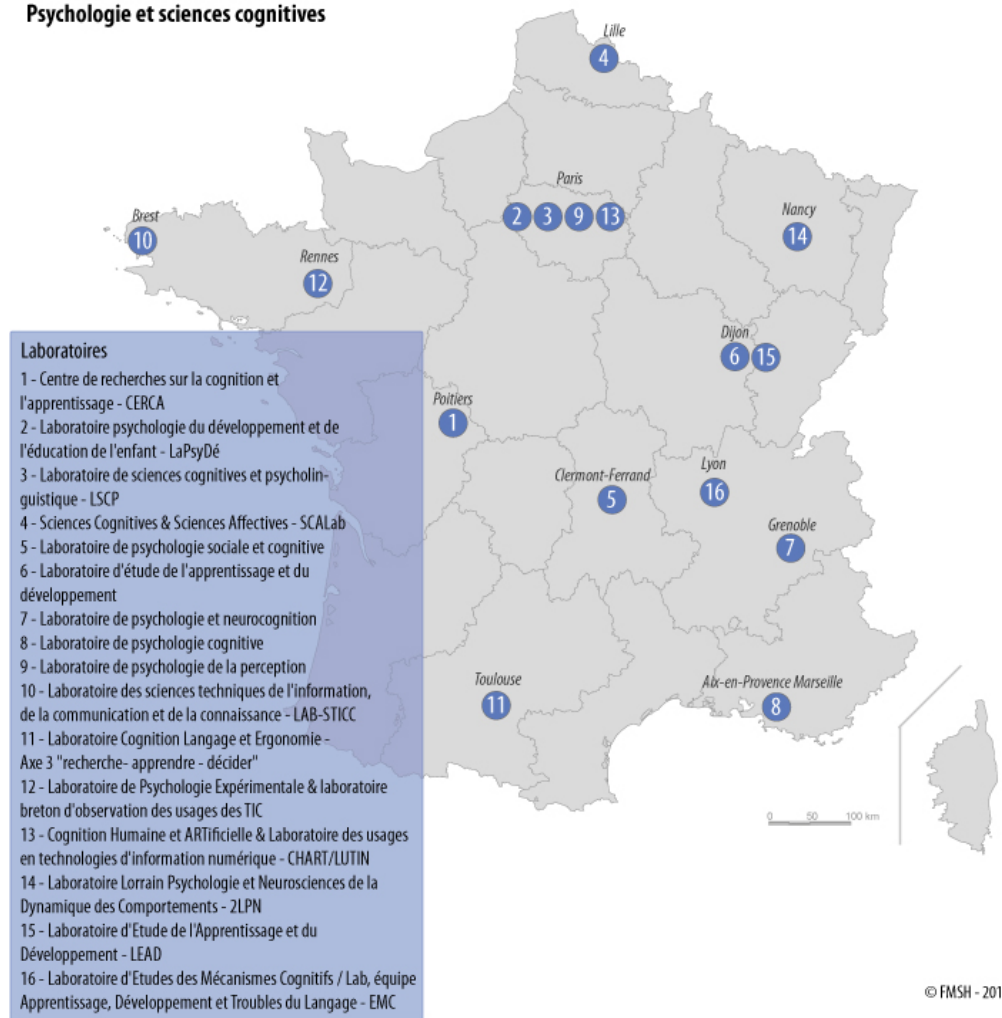 Psychologie et sciences cognitives
Lille
4
Paris
2 3 9 13
Nancy
14
Brest
10
Rennes
12
Dijon
6 15
Poitiers
1
Clermont-Ferrand
5
Lyon
16
Grenoble
7
Toulouse
11
Aix-en-Provence Marseille
8
0 50 100 km
Laboratoires
1 - Centre de recherches sur la cognition et
l'apprentissage - CERCA
2 - Laboratoire psychologie du développement et de
l'éducation de l'enfant - LaPsyDé
3 - Laboratoire de sciences cognitives et psycholin-
guistique - LSCP
4 - Sciences Cognitives & Sciences Affectives - SCALab
5 - Laboratoire de psychologie sociale et cognitive
6 - Laboratoire d'étude de l'apprentissage et du
développement
7 - Laboratoire de psychologie et neurocognition
8 - Laboratoire de psychologie cognitive
9 - Laboratoire de psychologie de la perception
10 - Laboratoire des sciences techniques de l'information,
de la communication et de la connaissance - LAB-STICC
11 - Laboratoire Cognition Langage et Ergonomie -
Axe 3 "recherche- apprendre - décider"
12 - Laboratoire de Psychologie Expérimentale & laboratoire
breton d'observation des usages des TIC
13 - Cognition Humaine et ARTificielle & Laboratoire des usages
en technologies d'information numérique - CHART/LUTIN
14 - Laboratoire Lorrain Psychologie et Neurosciences de la
Dynamique des Comportements - 2LPN
15 - Laboratoire d'Etude de l'Apprentissage et du
Développement - LEAD
16 - Laboratoire d'Etudes des Mécanismes Cognitifs / Lab, équipe
Apprentissage, Développement et Troubles du Langage - EMC
© FMSH - 201